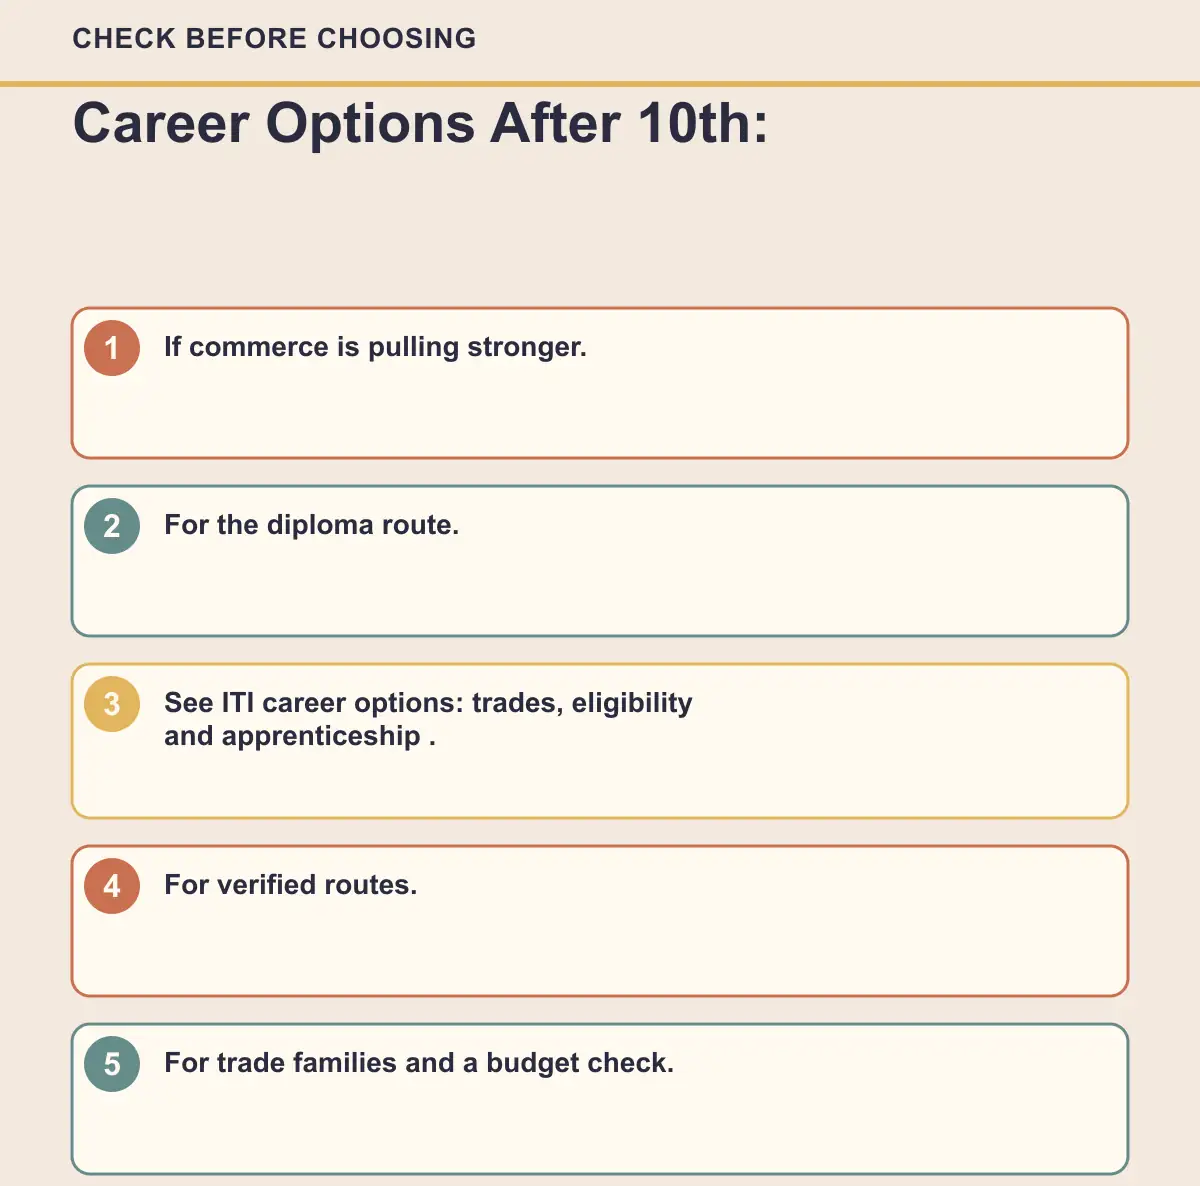 CHECK BEFORE CHOOSING
Career Options After 10th:
1 If commerce is pulling stronger.
2 For the diploma route.
3 See ITI career options: trades, eligibility
and apprenticeship .
4 For verified routes.
5 For trade families and a budget check.